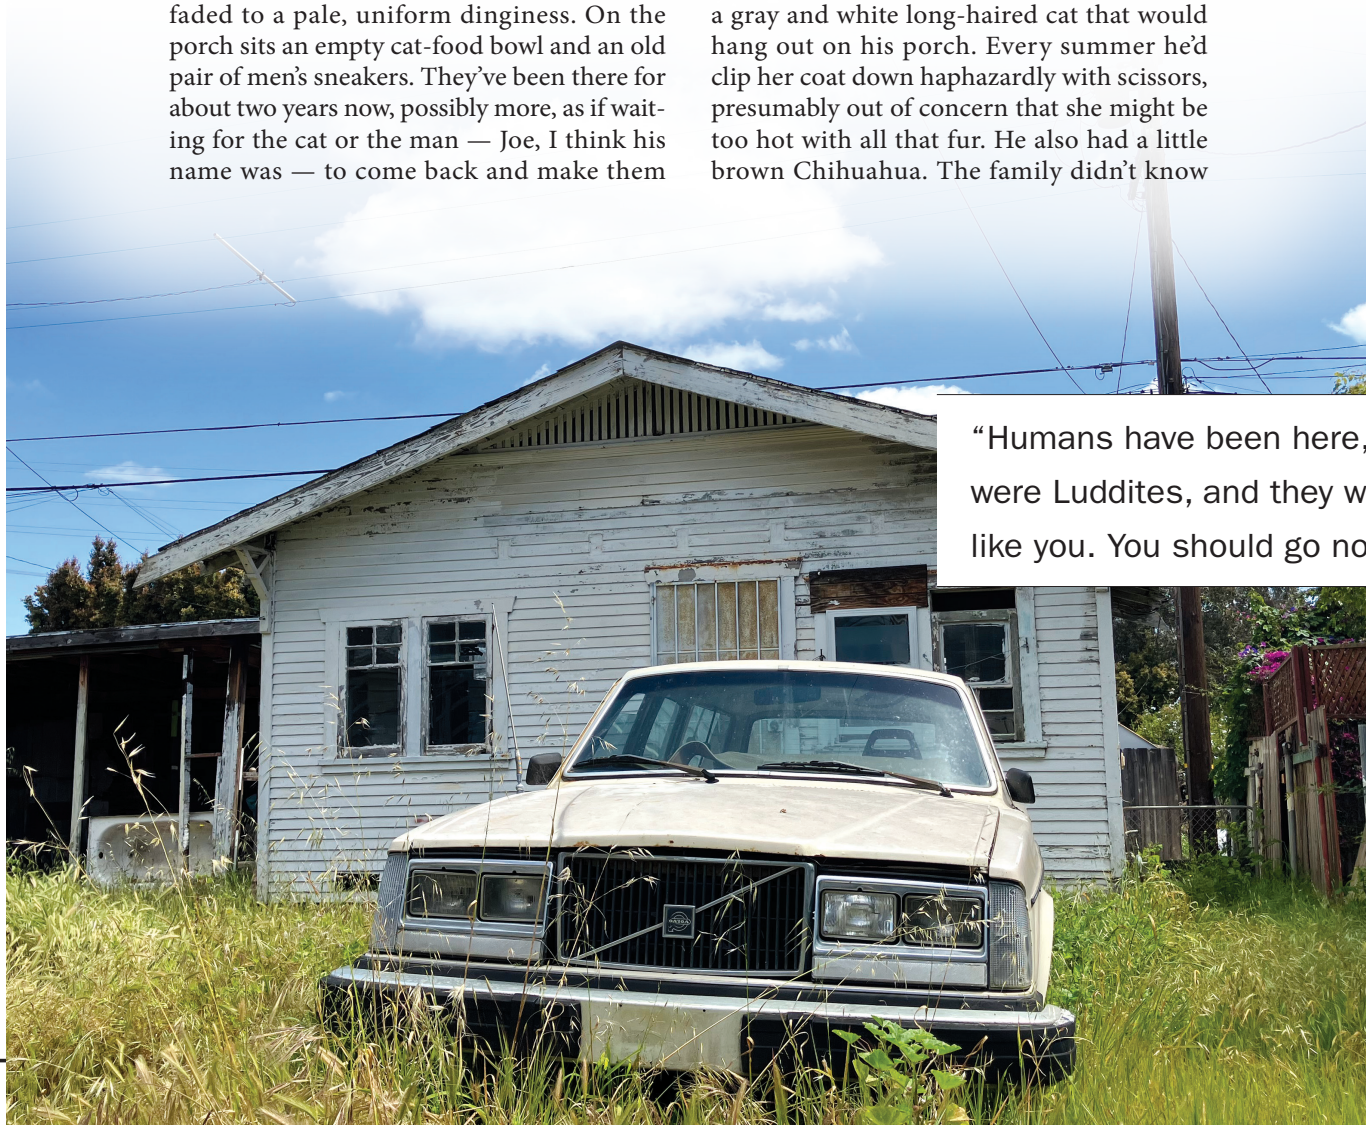 faded to a pale, uniform dinginess. On the
porch sits an empty cat-food bowl and an old
pair of men’s sneakers. They’ve been there for
about two years now, possibly more, as if wait-
ing for the cat or the man — Joe, I think his
name was — to come back and make them
a gray and white long-haired cat that would
hang out on his porch. Every summer he’d
clip her coat down haphazardly with scissors,
presumably out of concern that she might be
too hot with all that fur. He also had a little
brown Chihuahua. The family didn’t know
“Humans have been here,
were Luddites, and they
like you. You should go